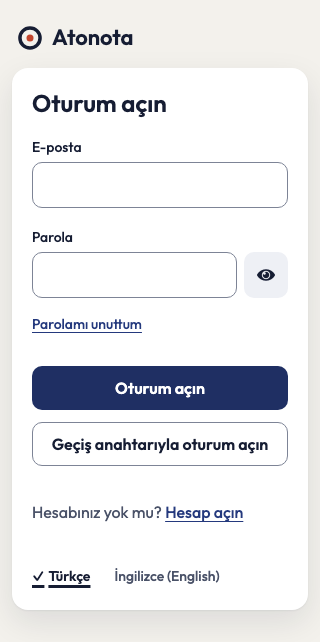 Atonota
Oturum açın
E-posta
Parola
Parolamı unuttum
Oturum açın
Geçiş anahtarıyla oturum açın
Hesabınız yok mu? Hesap açın
Türkçe İngilizce (English)